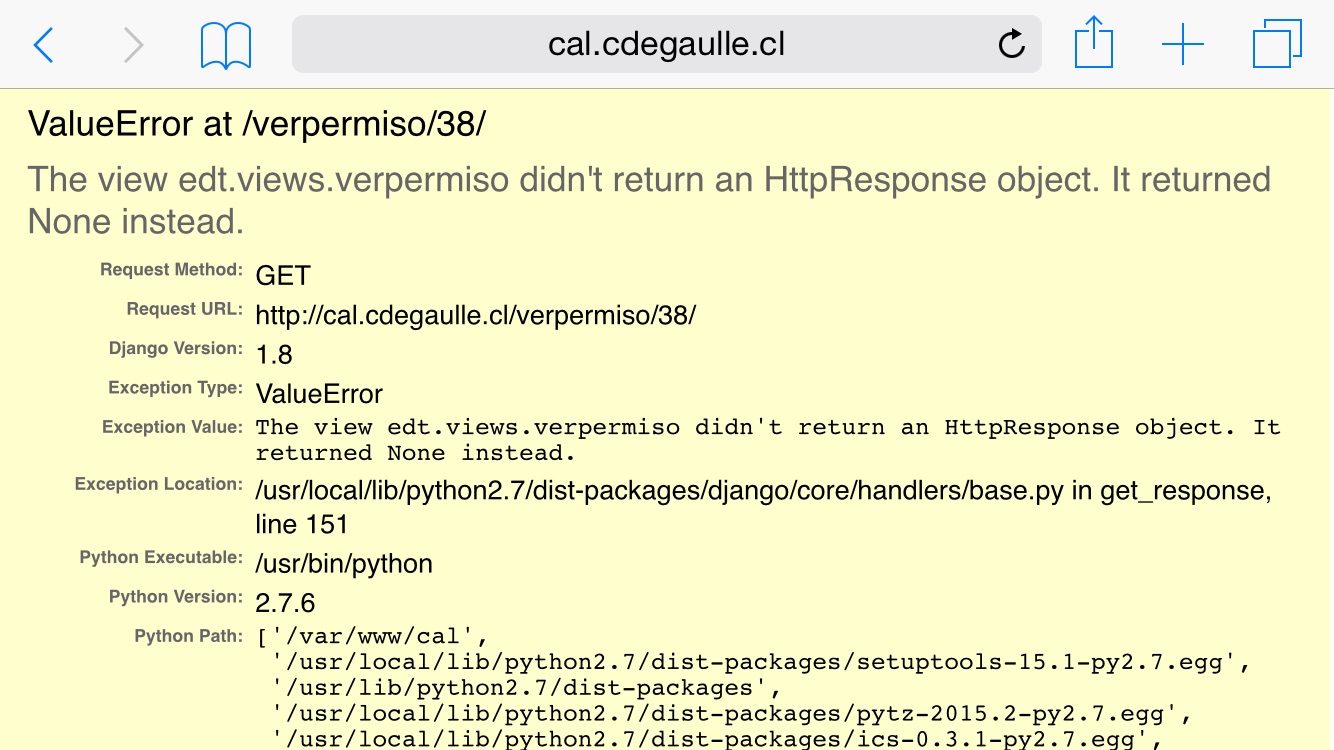 cal.cdegaulle.cl
ValueError at /verpermiso/38/
The view edt.views.verpermiso didn't return an HttpResponse object. It returned
None instead.
Request Method: GET
Request URL: http://cal.cdegaulle.cl/verpermiso/38/
Django Version: 1.8
Exception Type: ValueError
Exception Value: The view edt.views.verpermiso didn't return an HttpResponse object. It
returned None instead.
Exception Location: /usr/local/lib/python2.7/dist-packages/django/core/handlers/base.py in get_response,
line 151
Python Executable: /usr/bin/python
Python Version: 2.7.6
Python Path: ['/var/www/cal',
'/usr/local/lib/python2.7/dist-packages/setuptools-15.1-py2.7.egg',
'/usr/lib/python2.7/dist-packages',
'/usr/local/lib/python2.7/dist-packages/pytz-2015.2-py2.7.egg',
'/usr/local/lib/python2.7/dist-packages/ics-0.3.1-py2.7.egg',